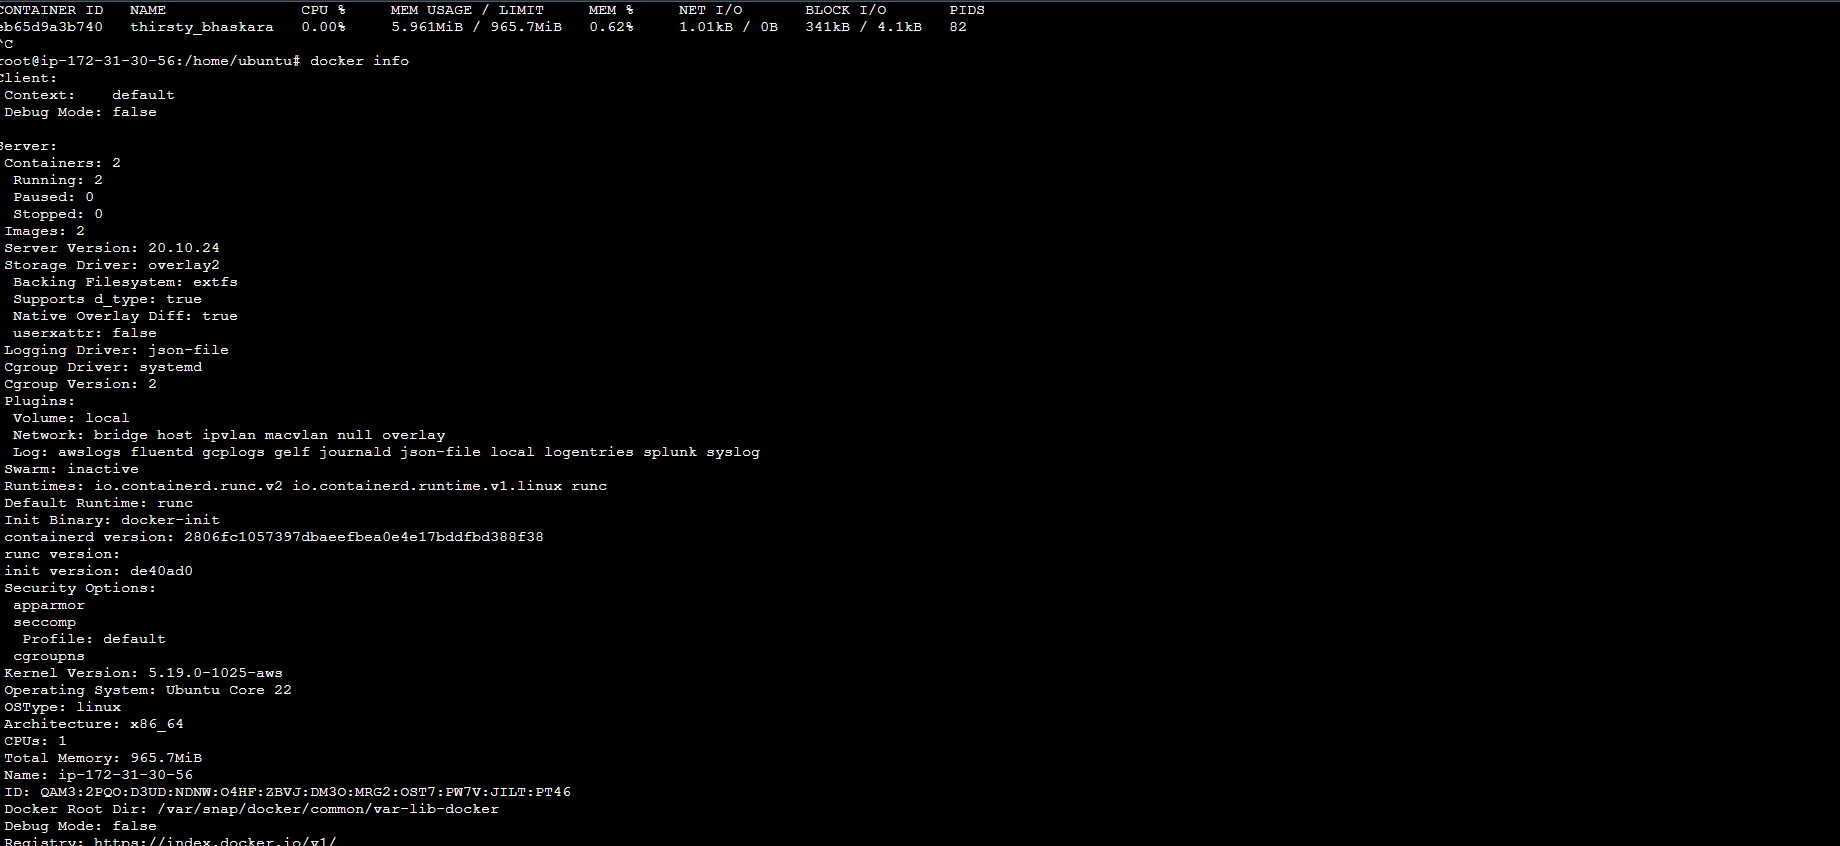 CONTAINER ID   NAME               CPU %     MEM USAGE / LIMIT     MEM %     NET I/O       BLOCK I/O       PIDS
eb65d9a3b740   thirsty_bhaskara   0.00%     5.961MiB / 965.7MiB   0.62%     1.01kB / 0B   341kB / 4.1kB   82
^C
root@ip-172-31-30-56:/home/ubuntu# docker info
Client:
 Context:    default
 Debug Mode: false

Server:
 Containers: 2
  Running: 2
  Paused: 0
  Stopped: 0
 Images: 2
 Server Version: 20.10.24
 Storage Driver: overlay2
  Backing Filesystem: extfs
  Supports d_type: true
  Native Overlay Diff: true
  userxattr: false
 Logging Driver: json-file
 Cgroup Driver: systemd
 Cgroup Version: 2
 Plugins:
  Volume: local
  Network: bridge host ipvlan macvlan null overlay
  Log: awslogs fluentd gcplogs gelf journald json-file local logentries splunk syslog
 Swarm: inactive
 Runtimes: io.containerd.runc.v2 io.containerd.runtime.v1.linux runc
 Default Runtime: runc
 Init Binary: docker-init
 containerd version: 2806fc1057397dbaeefbea0e4e17bddfbd388f38
 runc version:
 init version: de40ad0
 Security Options:
  apparmor
  seccomp
   Profile: default
  cgroupns
 Kernel Version: 5.19.0-1025-aws
 Operating System: Ubuntu Core 22
 OSType: linux
 Architecture: x86_64
 CPUs: 1
 Total Memory: 965.7MiB
 Name: ip-172-31-30-56
 ID: QAM3:2PQO:D3UD:NDNW:O4HF:ZBVJ:DM3O:MRG2:OST7:PW7V:JILT:PT46
 Docker Root Dir: /var/snap/docker/common/var-lib-docker
 Debug Mode: false
 Registry: https://index.docker.io/v1/